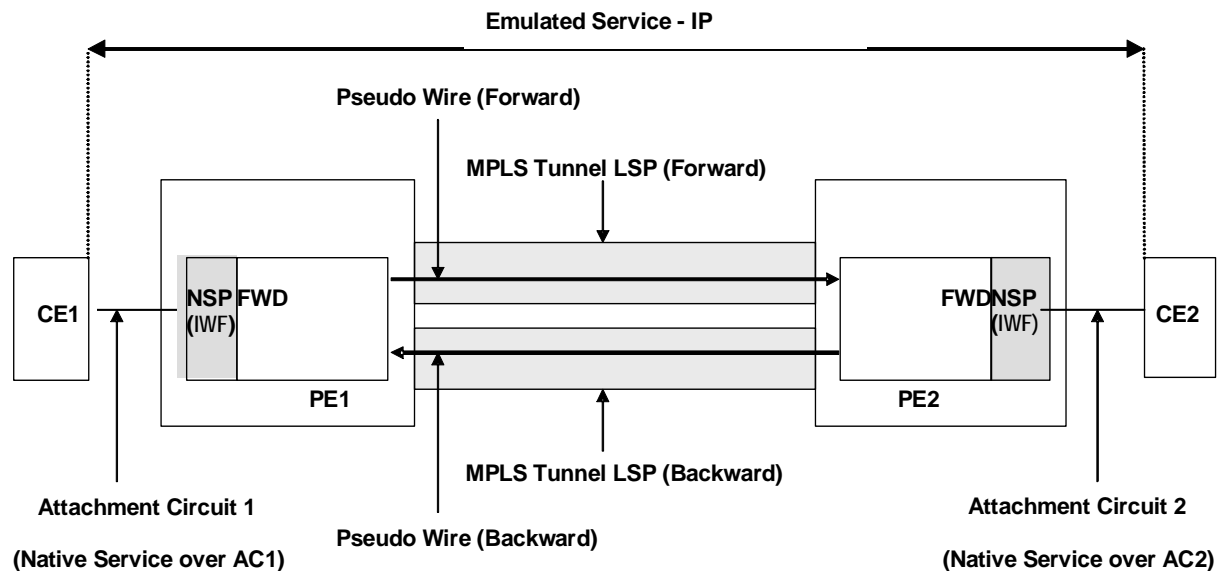 Emulated Service - IP
Pseudo Wire (Forward)
MPLS Tunnel LSP (Forward)
CE1
NSP FWD
(IWF)
PE1
FWD NSP
(IWF)
PE2
CE2
MPLS Tunnel LSP (Backward)
Attachment Circuit 1
(Native Service over AC1)
Pseudo Wire (Backward)
Attachment Circuit 2
(Native Service over AC2)